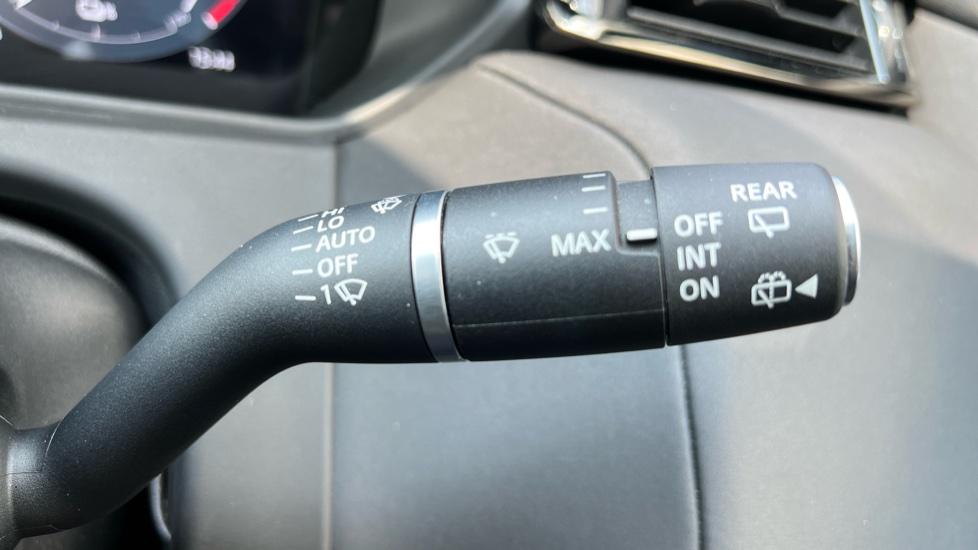 HI
LO
AUTO
OFF
1
MAX
REAR
OFF
INT
ON